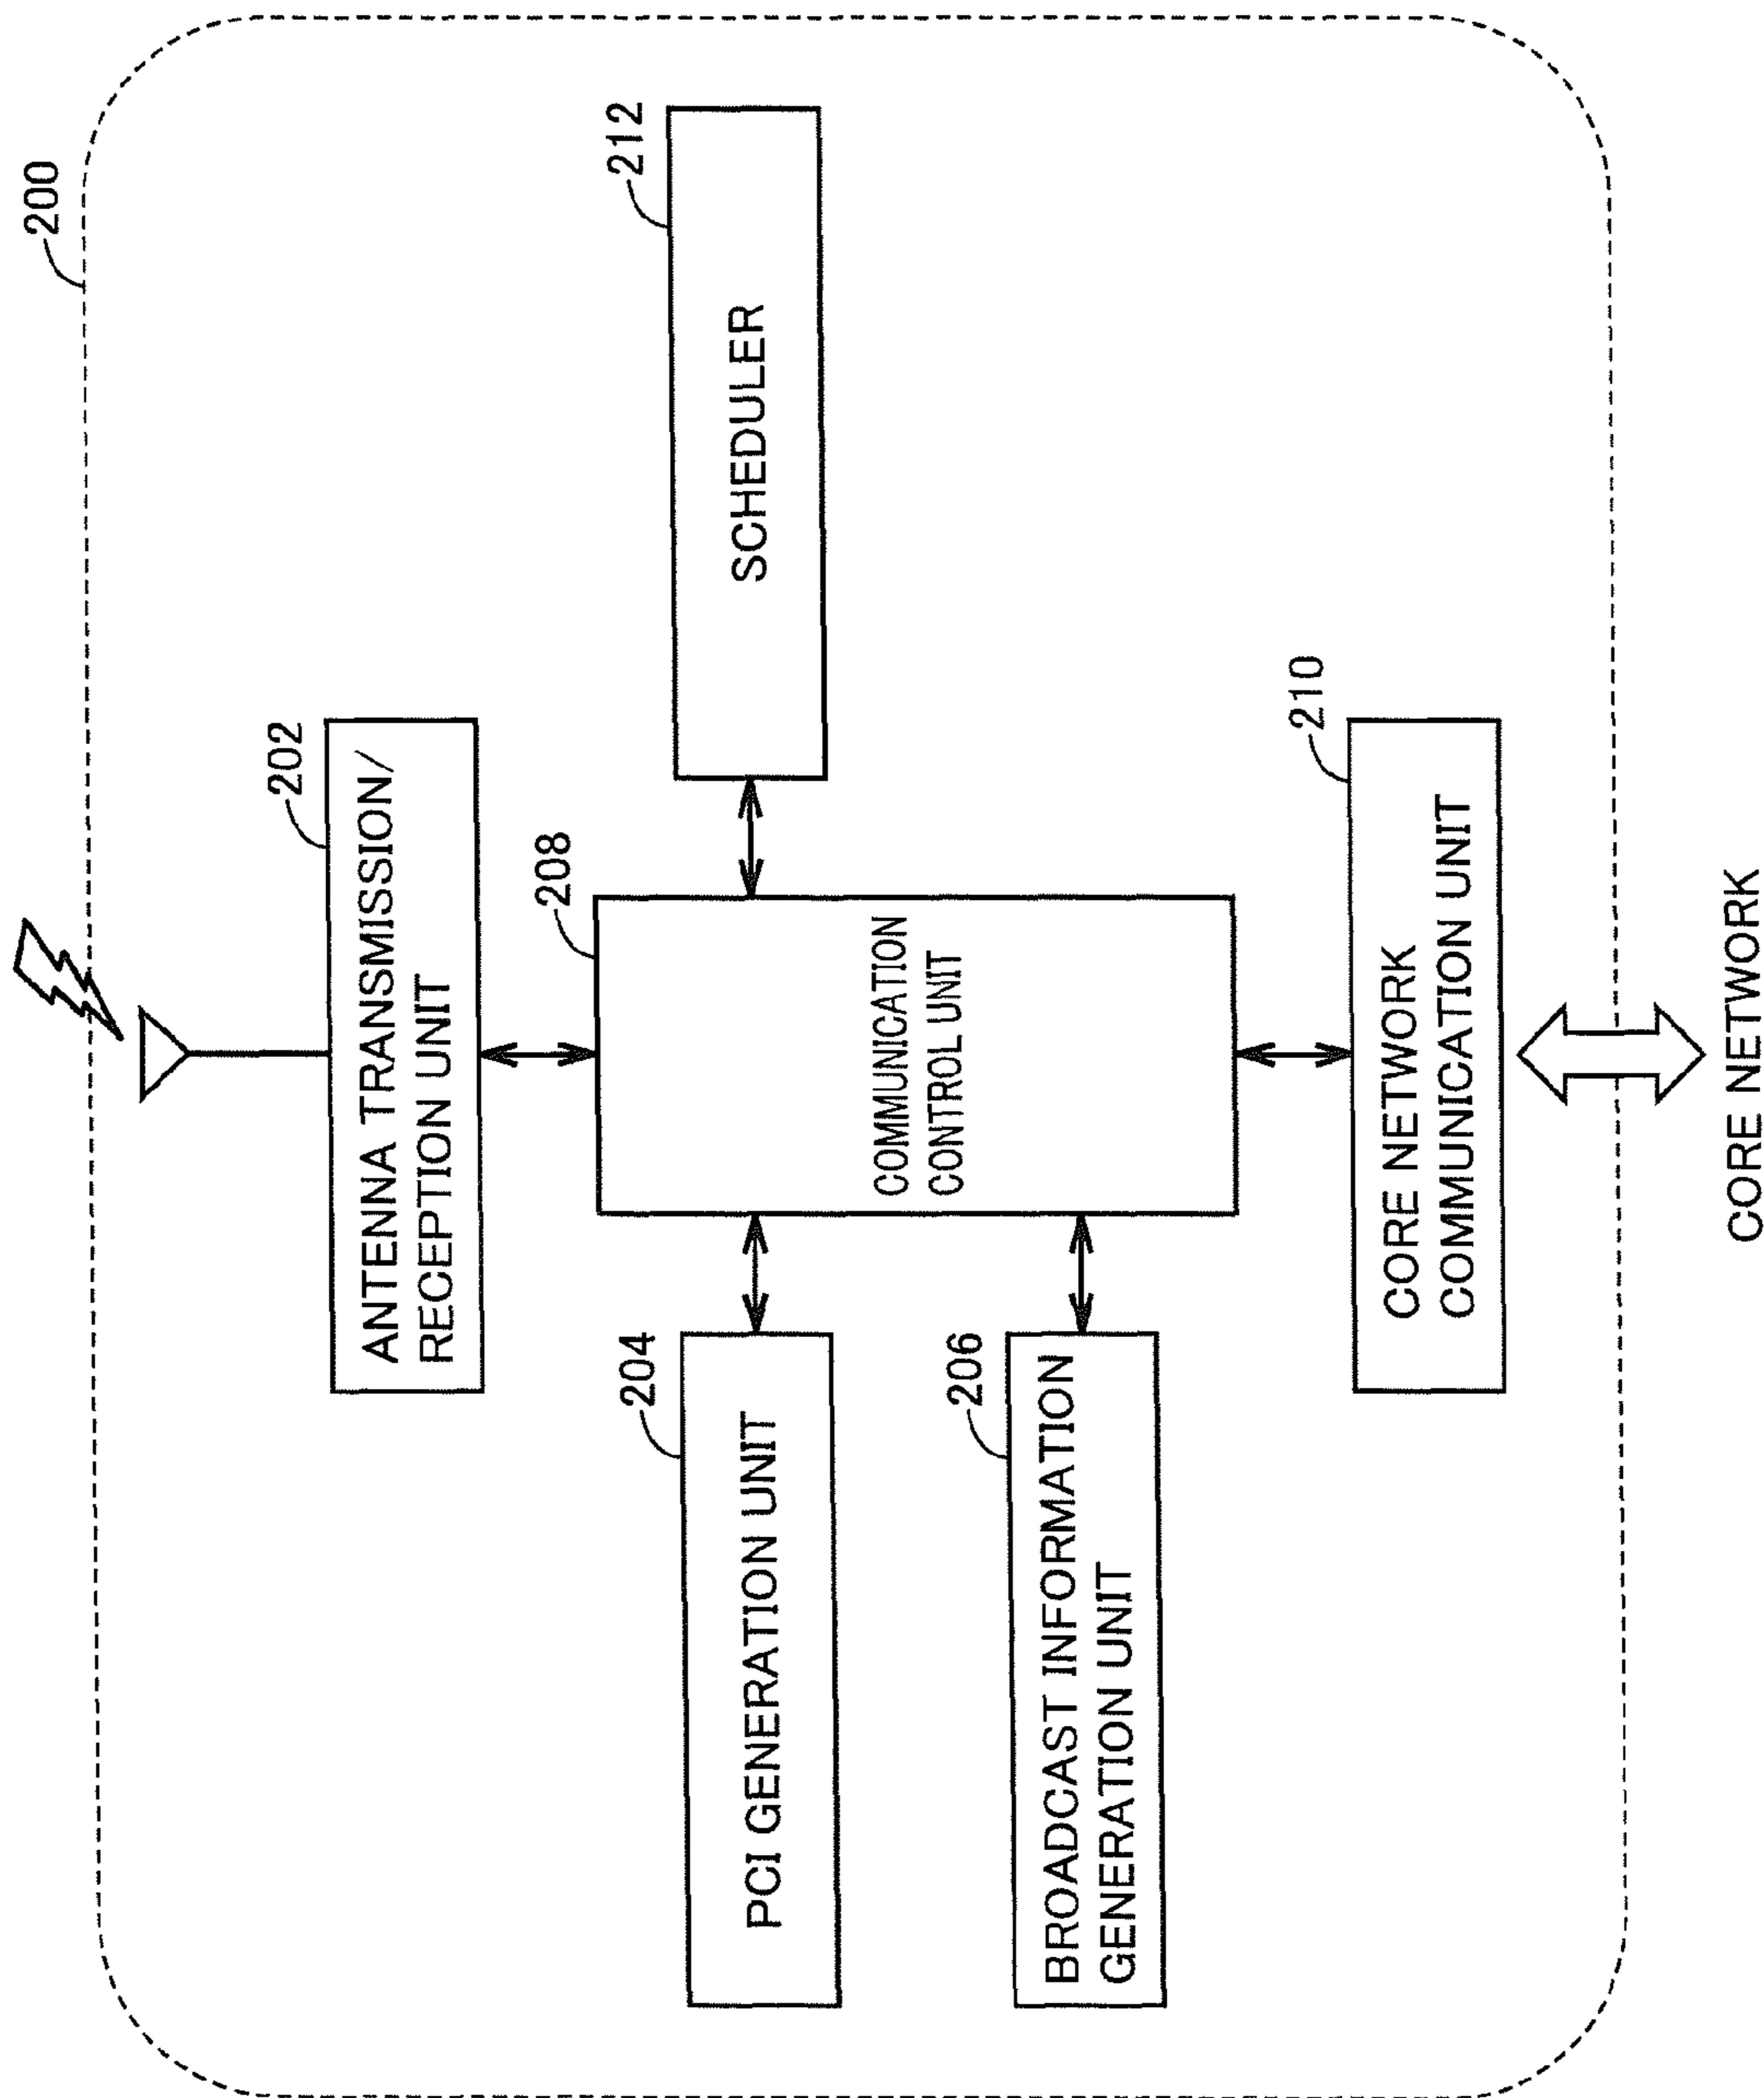 200
202
ANTENNA TRANSMISSION/
RECEPTION UNIT
204
PCI GENERATION UNIT
208
COMMUNICATION
CONTROL UNIT
212
SCHEDULER
206
BROADCAST INFORMATION
GENERATION UNIT
210
CORE NETWORK
COMMUNICATION UNIT
CORE NETWORK